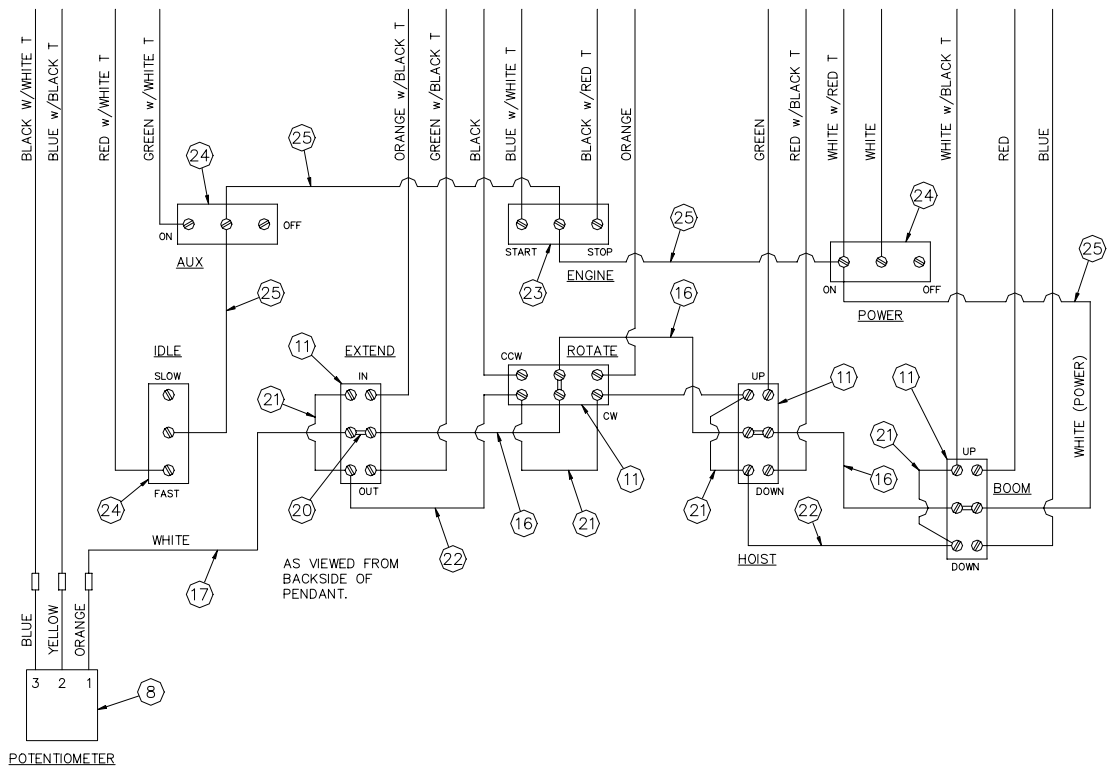 BLACK w/WHITE T
BLUE w/BLACK T
RED w/WHITE T
GREEN w/WHITE T
ORANGE w/BLACK T
GREEN w/BLACK T
BLACK
BLUE w/WHITE T
BLACK w/RED T
ORANGE
GREEN
RED w/BLACK T
WHITE w/RED T
WHITE
WHITE w/BLACK T
RED
BLUE
24
25
ON
OFF
AUX
START
STOP
23
ENGINE
25
24
ON
OFF
POWER
25
25
16
IDLE
SLOW
FAST
24
11
EXTEND
IN
OUT
21
20
CCW
ROTATE
CW
11
16
21
22
UP
11
DOWN
21
HOIST
11
21
UP
BOOM
DOWN
16
22
WHITE (POWER)
WHITE
17
AS VIEWED FROM
BACKSIDE OF
PENDANT.
BLUE
YELLOW
ORANGE
3 2 1
8
POTENTIOMETER